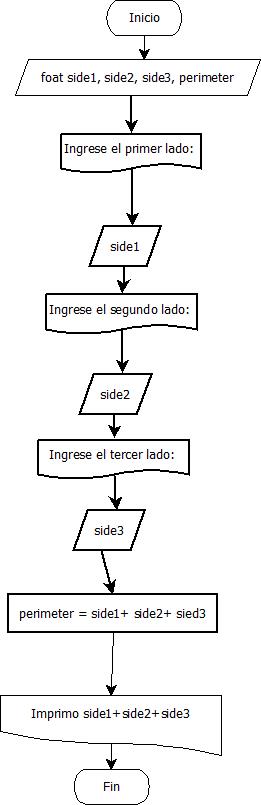 Inicio
foat side1, side2, side3, perimeter
Ingrese el primer lado:
side1
Ingrese el segundo lado:
side2
Ingrese el tercer lado:
side3
perimeter = side1+ side2+ sied3
Imprimo side1+side2+side3
Fin